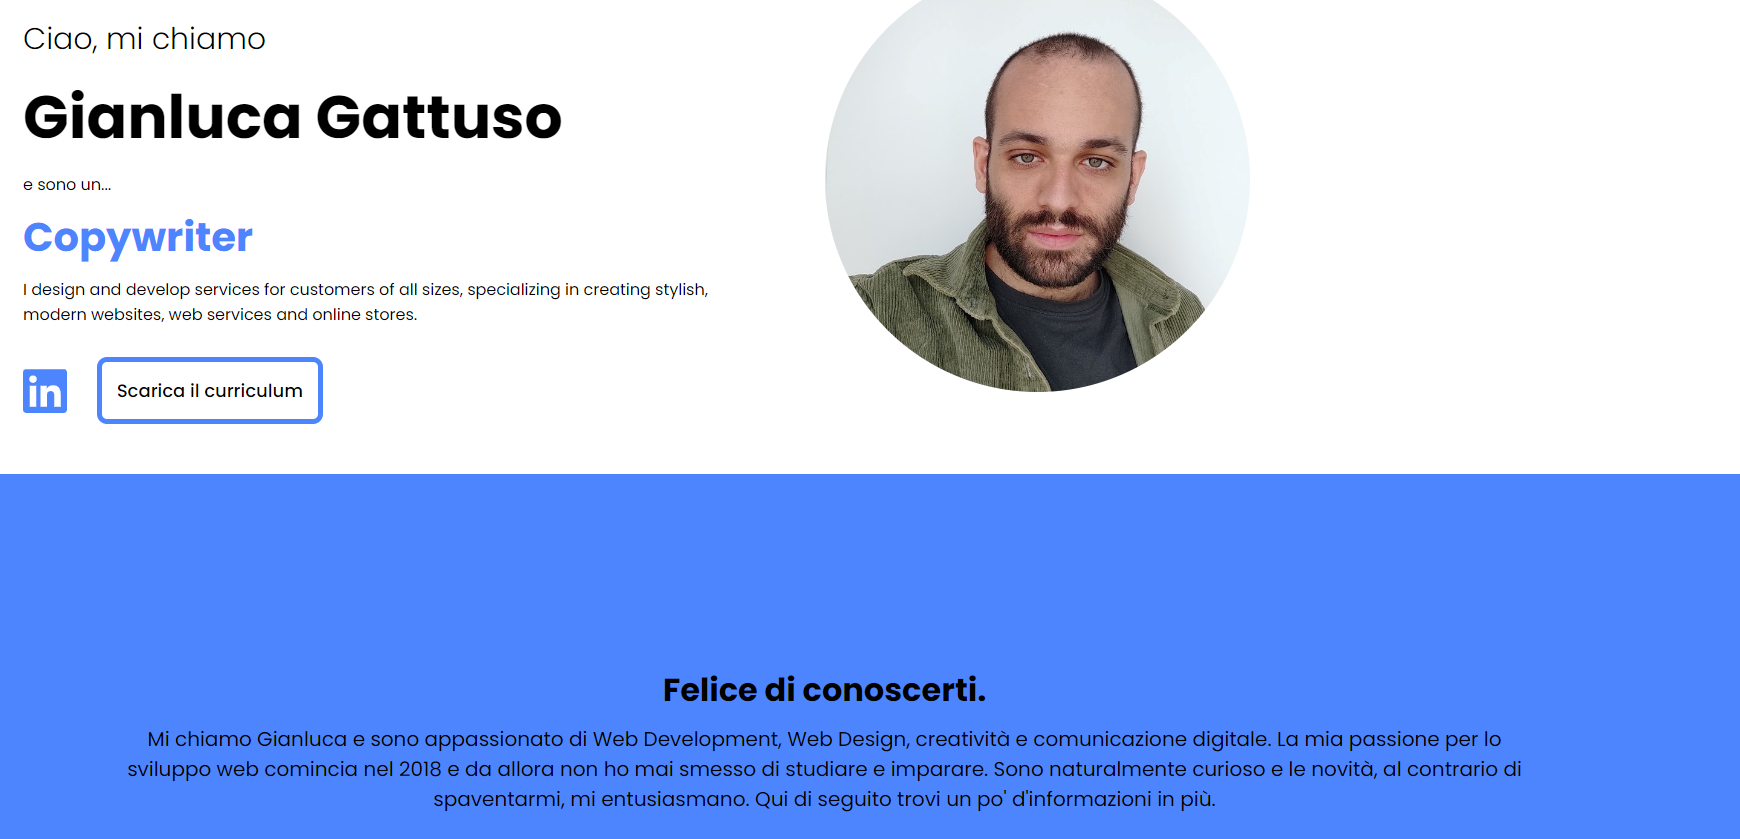 Ciao, mi chiamo
Gianluca Gattuso
e sono un...
Copywriter
I design and develop services for customers of all sizes, specializing in creating stylish,
modern websites, web services and online stores.
in
Scarica il curriculum
Felice di conoscerti.
Mi chiamo Gianluca e sono appassionato di Web Development, Web Design, creatività e comunicazione digitale. La mia passione per lo
sviluppo web comincia nel 2018 e da allora non ho mai smesso di studiare e imparare. Sono naturalmente curioso e le novità, al contrario di
spaventarmi, mi entusiasmano. Qui di seguito trovi un po' d'informazioni in più.